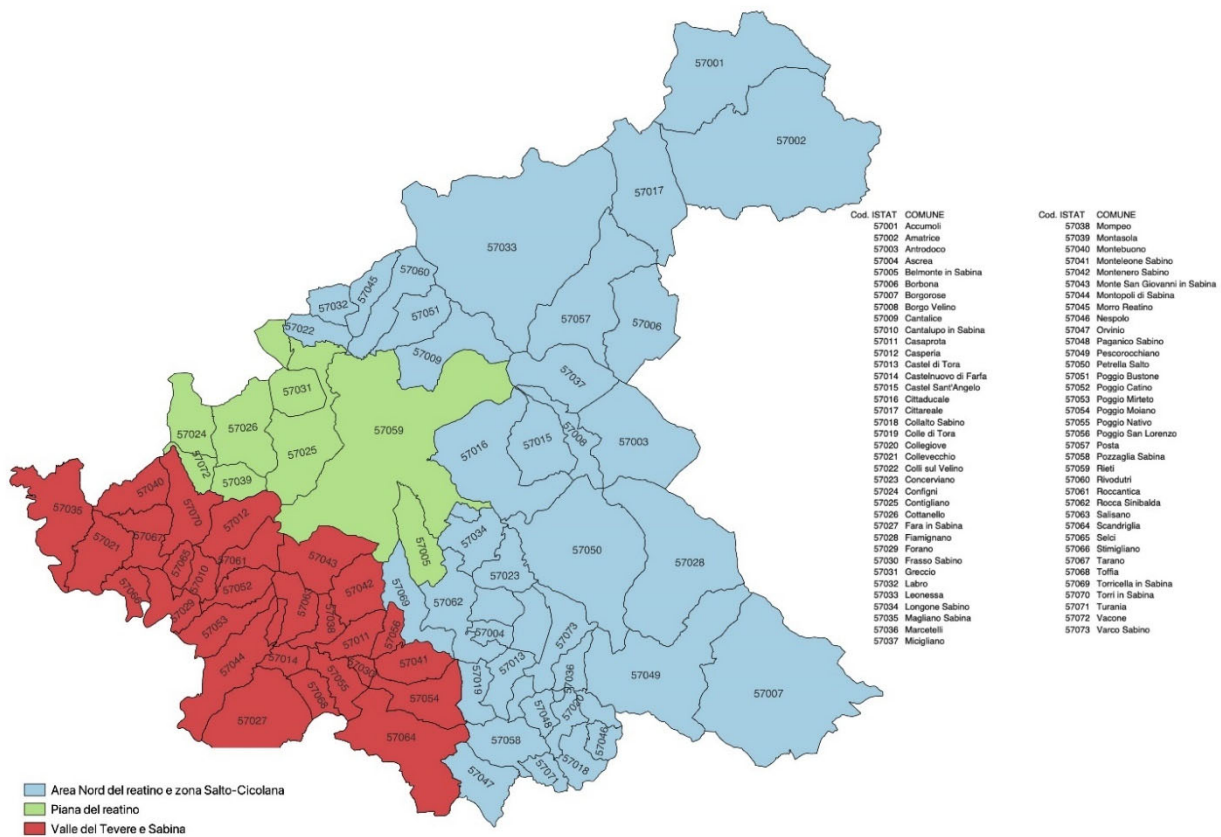 57001
57002
57017
57033
57060
57045
57032
57051
57022
57057
57006
57009
57037
57031
57024
57026
57059
57025
57016
57015
57008
57003
57072
57039
57040
57035
57070
57012
57021
57067
57065
57010
57061
57043
57005
57034
57050
57028
57023
57042
57069
57062
57052
57063
57038
57066
57029
57053
57011
57056
57004
57073
57044
57014
57030
57041
57013
57019
57036
57049
57007
57055
57068
57054
57027
57064
57048
57020
57058
57046
57018
57071
57047
Cod. ISTAT COMUNE
57001 Accumoli
57002 Amatrice
57003 Antrodoco
57004 Ascrea
57005 Belmonte in Sabina
57006 Borbona
57007 Borgorose
57008 Borgo Velino
57009 Cantalice
57010 Cantalupo in Sabina
57011 Casaprota
57012 Casperia
57013 Castel di Tora
57014 Castelnuovo di Farfa
57015 Castel Sant'Angelo
57016 Cittaducale
57017 Cittareale
57018 Collalto Sabino
57019 Colle di Tora
57020 Collegiove
57021 Collevecchio
57022 Colli sul Velino
57023 Concerviano
57024 Configni
57025 Contigliano
57026 Cottanello
57027 Fara in Sabina
57028 Fiamignano
57029 Forano
57030 Frasso Sabino
57031 Greccio
57032 Labro
57033 Leonessa
57034 Longone Sabino
57035 Magliano Sabina
57036 Marcetelli
57037 Micigliano
Cod. ISTAT COMUNE
57038 Mompeo
57039 Montasola
57040 Montebuono
57041 Monteleone Sabino
57042 Montenero Sabino
57043 Monte San Giovanni in Sabina
57044 Montopoli di Sabina
57045 Morro Reatino
57046 Nespolo
57047 Orvinio
57048 Paganico Sabino
57049 Pescorocchiano
57050 Petrella Salto
57051 Poggio Bustone
57052 Poggio Catino
57053 Poggio Mirteto
57054 Poggio Moiano
57055 Poggio Nativo
57056 Poggio San Lorenzo
57057 Posta
57058 Pozzaglia Sabina
57059 Rieti
57060 Rivodutri
57061 Roccantica
57062 Rocca Sinibalda
57063 Salisano
57064 Scandriglia
57065 Selci
57066 Stimigliano
57067 Tarano
57068 Toffia
57069 Torricella in Sabina
57070 Torri in Sabina
57071 Turania
57072 Vacone
57073 Varco Sabino
Area Nord del reatino e zona Salto-Cicolana
Piana del reatino
Valle del Tevere e Sabina